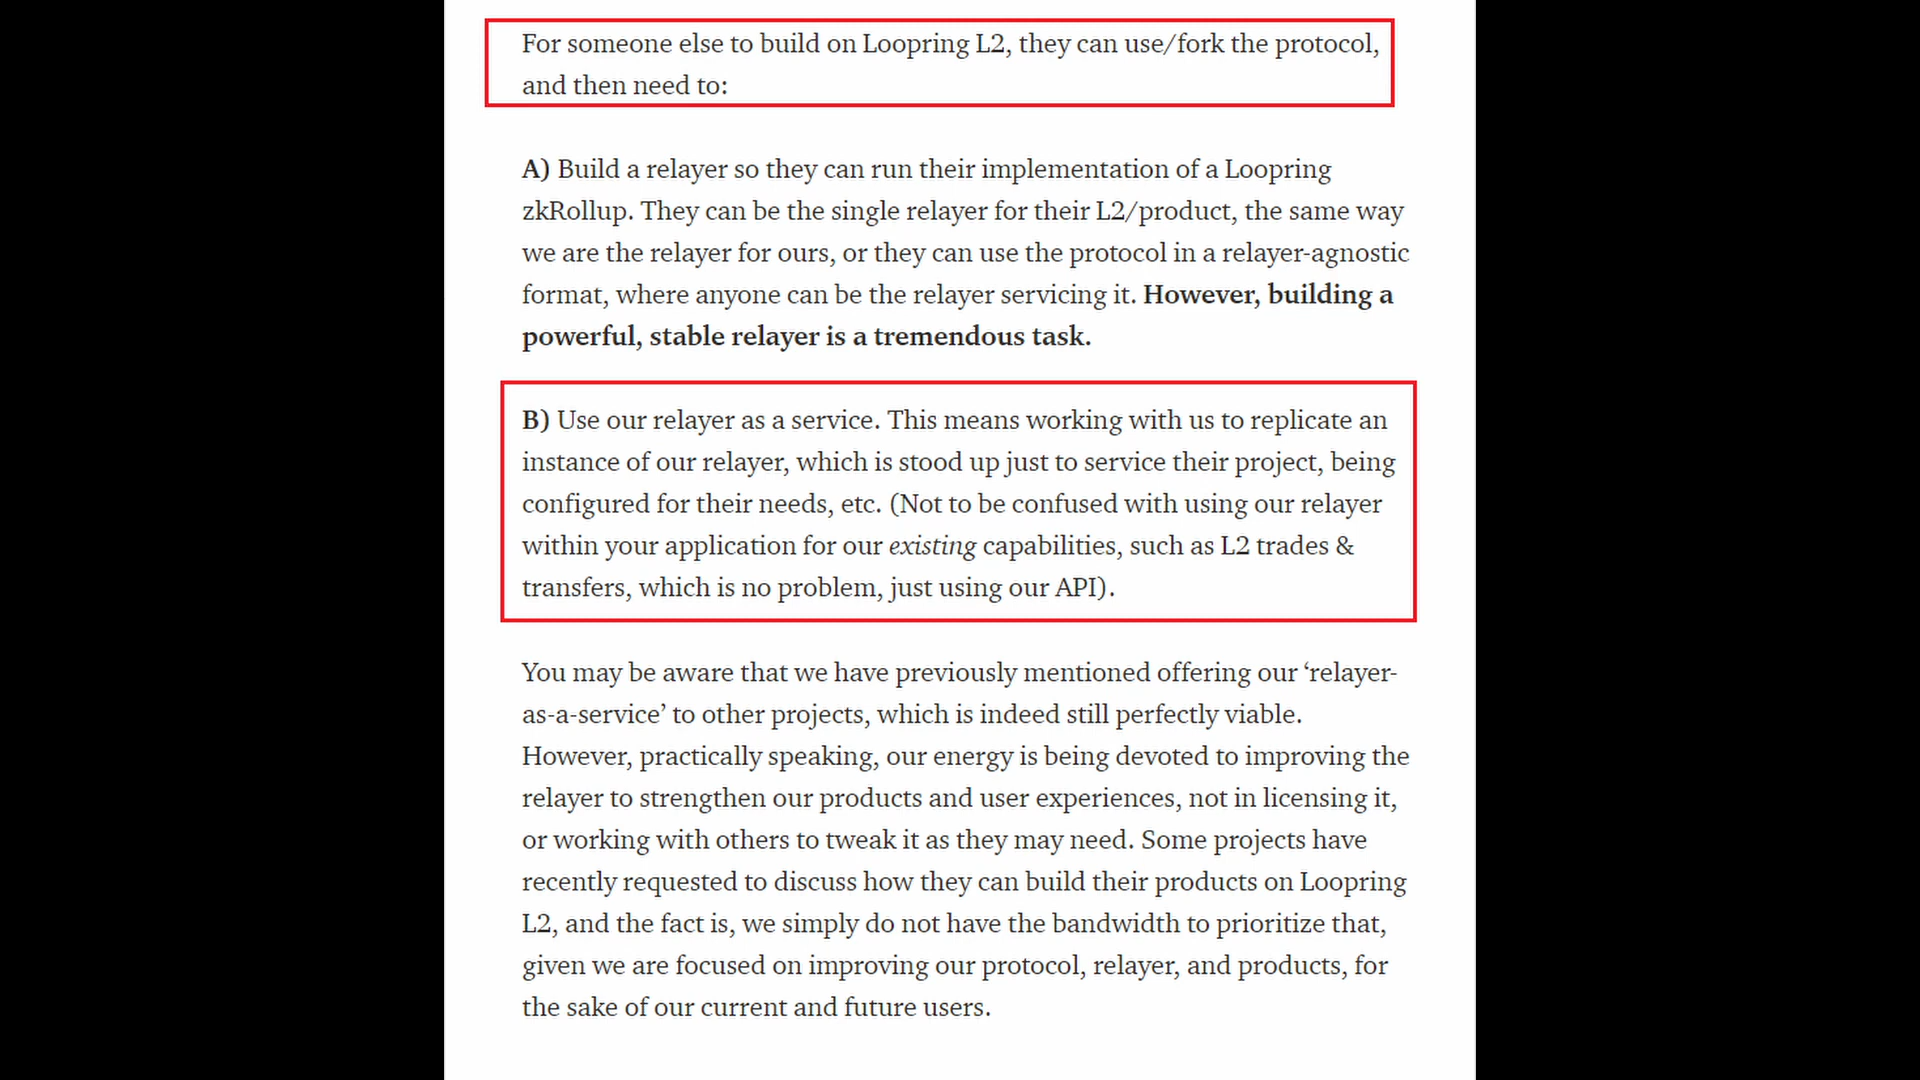 For someone else to build on Loopring L2, they can use/fork the protocol,
and then need to:
A) Build a relayer so they can run their implementation of a Loopring
zkRollup. They can be the single relayer for their L2/product, the same way
we are the relayer for ours, or they can use the protocol in a relayer-agnostic
format, where anyone can be the relayer servicing it. However, building a
powerful, stable relayer is a tremendous task.
B) Use our relayer as a service. This means working with us to replicate an
instance of our relayer, which is stood up just to service their project, being
configured for their needs, etc. (Not to be confused with using our relayer
within your application for our existing capabilities, such as L2 trades &
transfers, which is no problem, just using our API).
You may be aware that we have previously mentioned offering our ‘relayer-
as-a-service’ to other projects, which is indeed still perfectly viable.
However, practically speaking, our energy is being devoted to improving the
relayer to strengthen our products and user experiences, not in licensing it,
or working with others to tweak it as they may need. Some projects have
recently requested to discuss how they can build their products on Loopring
L2, and the fact is, we simply do not have the bandwidth to prioritize that,
given we are focused on improving our protocol, relayer, and products, for
the sake of our current and future users.